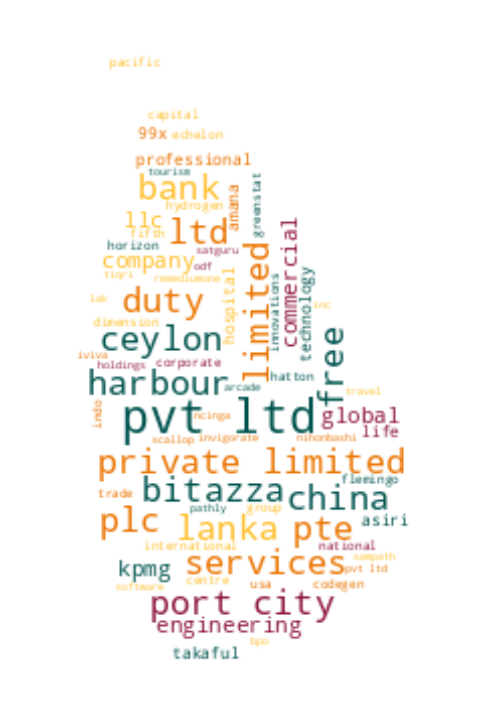 pacific
capital
99x echelon
professional
tourism
bank
hydrogen
amana
greenstat
llc
fifth
ltd
horizon
satguru
company
odf
tiqri
remediumone
hospital
limited
commercial
innovations
technology
lak
duty
inc
dimension
ceylon
free
iviva
holdings
corporate
harbour
arcade
hatton
travel
indo
pvt ltd
ncinga
global
life
scallop
invigorate
nihonbashi
private limited
flemingo
trade
bitazza
china
pathly
group
plc
lanka
pte
asiri
international
national
kpmg
services
sampath
pvt ltd
centre
software
usa
codegen
port city
engineering
bpo
takaful